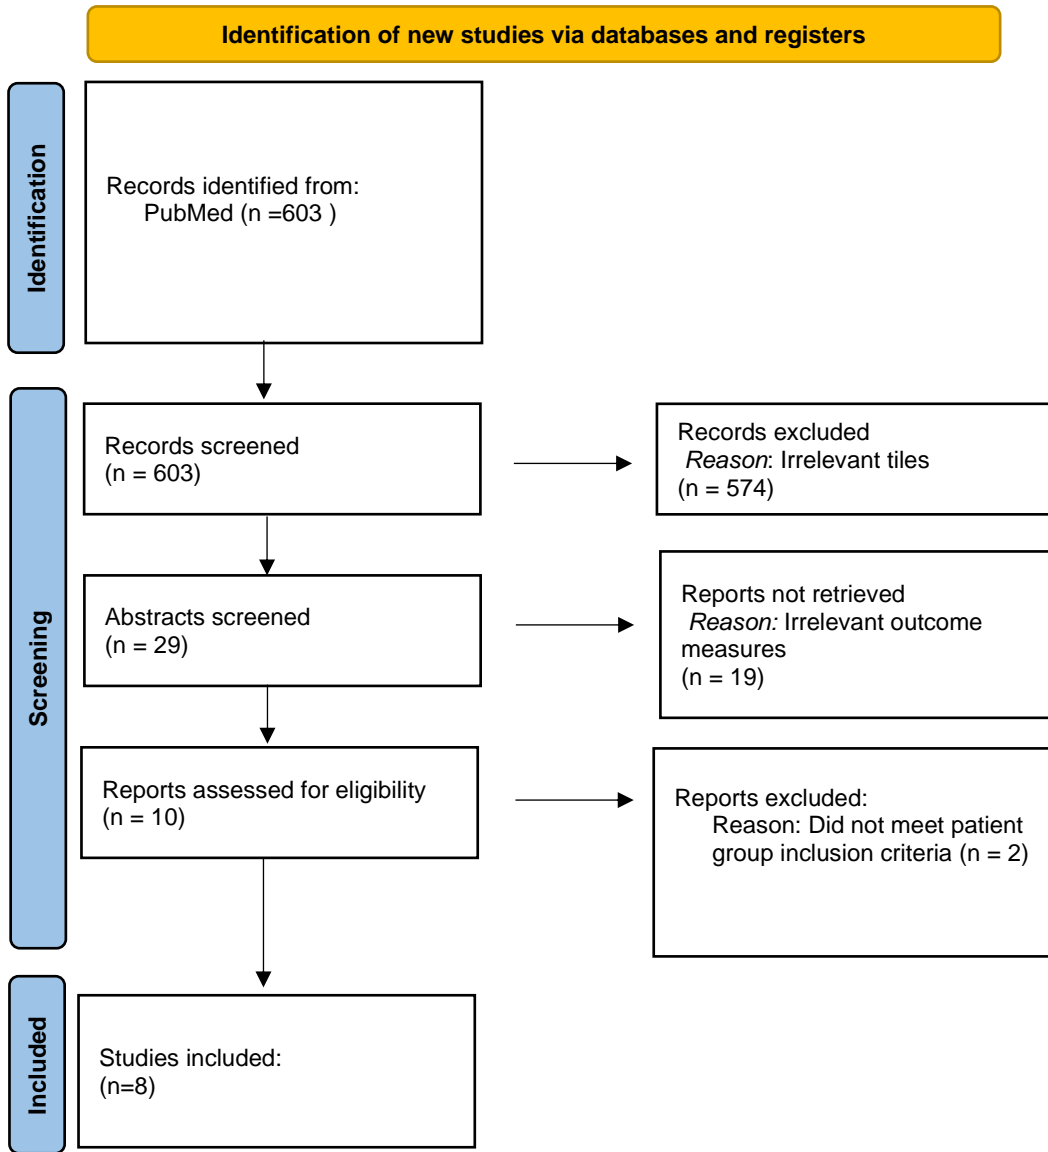 Identification of new studies via databases and registers
Identification
Records identified from:
PubMed (n =603 )
Screening
Records screened
(n = 603)
Records excluded
Reason: Irrelevant tiles
(n = 574)
Abstracts screened
(n = 29)
Reports not retrieved
Reason: Irrelevant outcome
measures
(n = 19)
Reports assessed for eligibility
(n = 10)
Reports excluded:
Reason: Did not meet patient
group inclusion criteria (n = 2)
Included
Studies included:
(n=8)